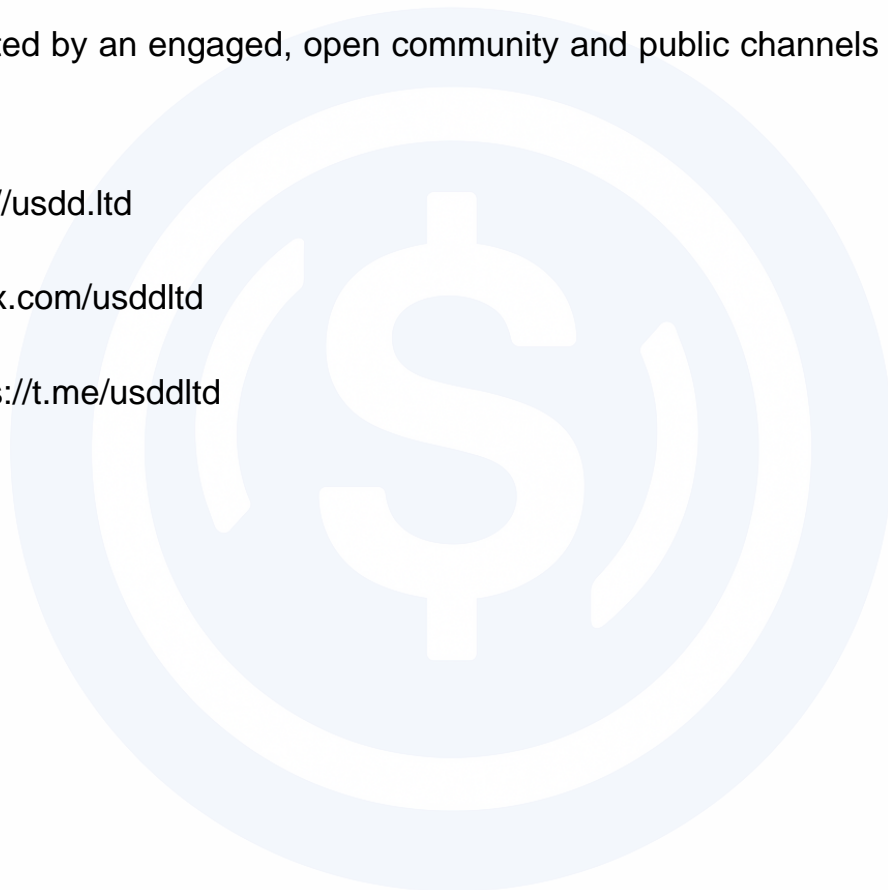 ted by an engaged, open community and public channels
//usdd.ltd
x.com/usddltd
s://t.me/usddltd